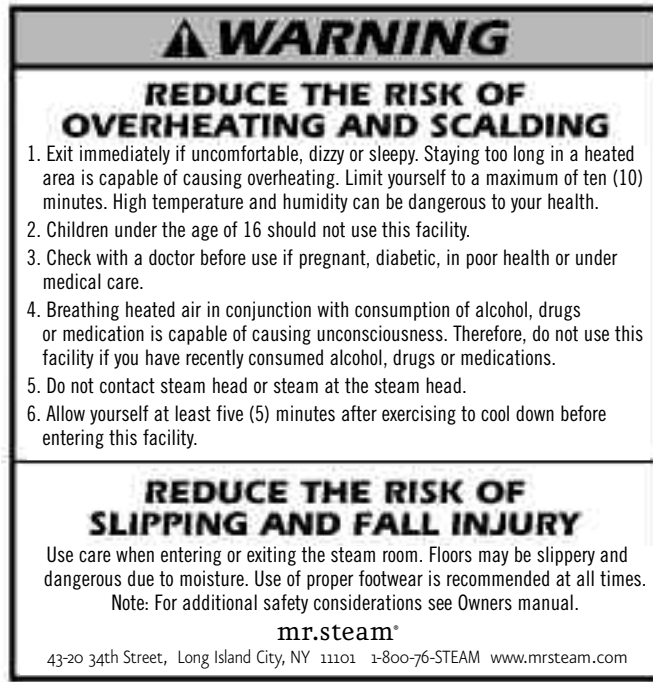 WARNING
REDUCE THE RISK OF
OVERHEATING AND SCALDING
1. Exit immediately if uncomfortable, dizzy or sleepy. Staying too long in a heated
area is capable of causing overheating. Limit yourself to a maximum of ten (10)
minutes. High temperature and humidity can be dangerous to your health.
2. Children under the age of 16 should not use this facility.
3. Check with a doctor before use if pregnant, diabetic, in poor health or under
medical care.
4. Breathing heated air in conjunction with consumption of alcohol, drugs
or medication is capable of causing unconsciousness. Therefore, do not use this
facility if you have recently consumed alcohol, drugs or medications.
5. Do not contact steam head or steam at the steam head.
6. Allow yourself at least five (5) minutes after exercising to cool down before
entering this facility.
REDUCE THE RISK OF
SLIPPING AND FALL INJURY
Use care when entering or exiting the steam room. Floors may be slippery and
dangerous due to moisture. Use of proper footwear is recommended at all times.
Note: For additional safety considerations see Owners manual.
mr.steam®
43-20 34th Street, Long Island City, NY 11101 1-800-76-STEAM www.mrsteam.com